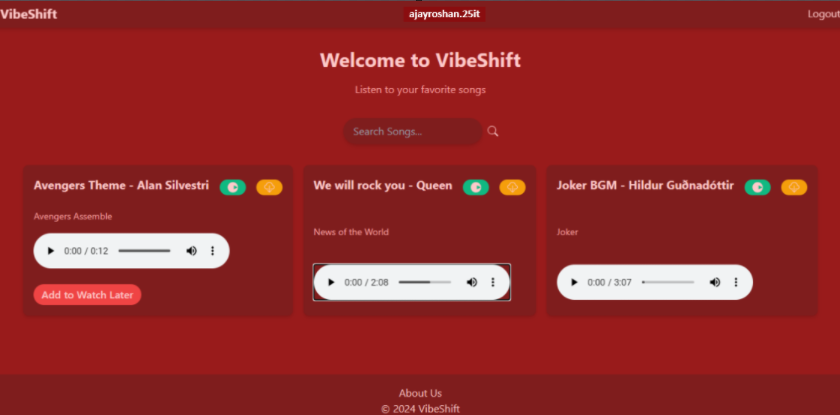 VibeShift
ajayroshan.25it
Logout
Welcome to VibeShift
Listen to your favorite songs
Search Songs...
Avengers Theme - Alan Silvestri
Avengers Assemble
0:00 / 0:12
Add to Watch Later
We will rock you - Queen
News of the World
0:00 / 2:08
Joker BGM - Hildur Guðnadóttir
Joker
0:00 / 3:07
About Us
© 2024 VibeShift